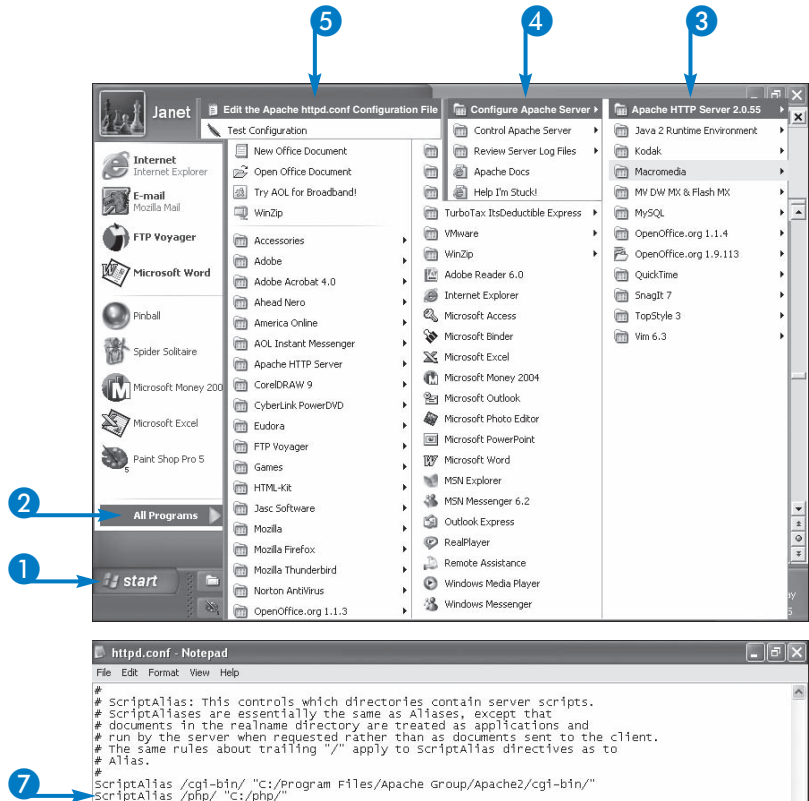 5
4
3
Janet
Edit the Apache httpd.conf Configuration File
Test Configuration
Configure Apache Server
Control Apache Server
Review Server Log Files
Apache Docs
Help I'm Stuck!
Apache HTTP Server 2.0.55
Java 2 Runtime Environment
Kodak
Macromedia
MV DW MX & Flash MX
MySQL
OpenOffice.org 1.1.4
OpenOffice.org 1.9.113
QuickTime
SnagIt 7
TopStyle 3
Vim 6.3
Internet
Internet Explorer
E-mail
Mozilla Mail
FTP Voyager
Microsoft Word
Pinball
Spider Solitaire
Microsoft Money 200
Microsoft Excel
Paint Shop Pro 5
5
2
All Programs
1
start
New Office Document
Open Office Document
Try AOL for Broadband!
WinZip
Accessories
Adobe
Adobe Acrobat 4.0
Ahead Nero
America Online
AOL Instant Messenger
Apache HTTP Server
CorelDRAW 9
CyberLink PowerDVD
Eudora
FTP Voyager
Games
HTML-Kit
Jasc Software
Mozilla
Mozilla Firefox
Mozilla Thunderbird
Norton AntiVirus
OpenOffice.org 1.1.3
TurboTax ItsDeductible Express
VMware
WinZip
Adobe Reader 6.0
Internet Explorer
Microsoft Access
Microsoft Binder
Microsoft Excel
Microsoft Money 2004
Microsoft Outlook
Microsoft Photo Editor
Microsoft PowerPoint
Microsoft Word
MSN Explorer
MSN Messenger 6.2
Outlook Express
RealPlayer
Remote Assistance
Windows Media Player
Windows Messenger
ay
5
httpd.conf - Notepad
File Edit Format View Help
#
# ScriptAlias: This controls which directories contain server scripts.
# ScriptAliases are essentially the same as Aliases, except that
# documents in the realname directory are treated as applications and
# run by the server when requested rather than as documents sent to the client.
# The same rules about trailing "/" apply to ScriptAlias directives as to
# Alias.
#
ScriptAlias /cgi-bin/ "C:/Program Files/Apache Group/Apache2/cgi-bin/"
7
ScriptAlias /php/ "C:/php/"